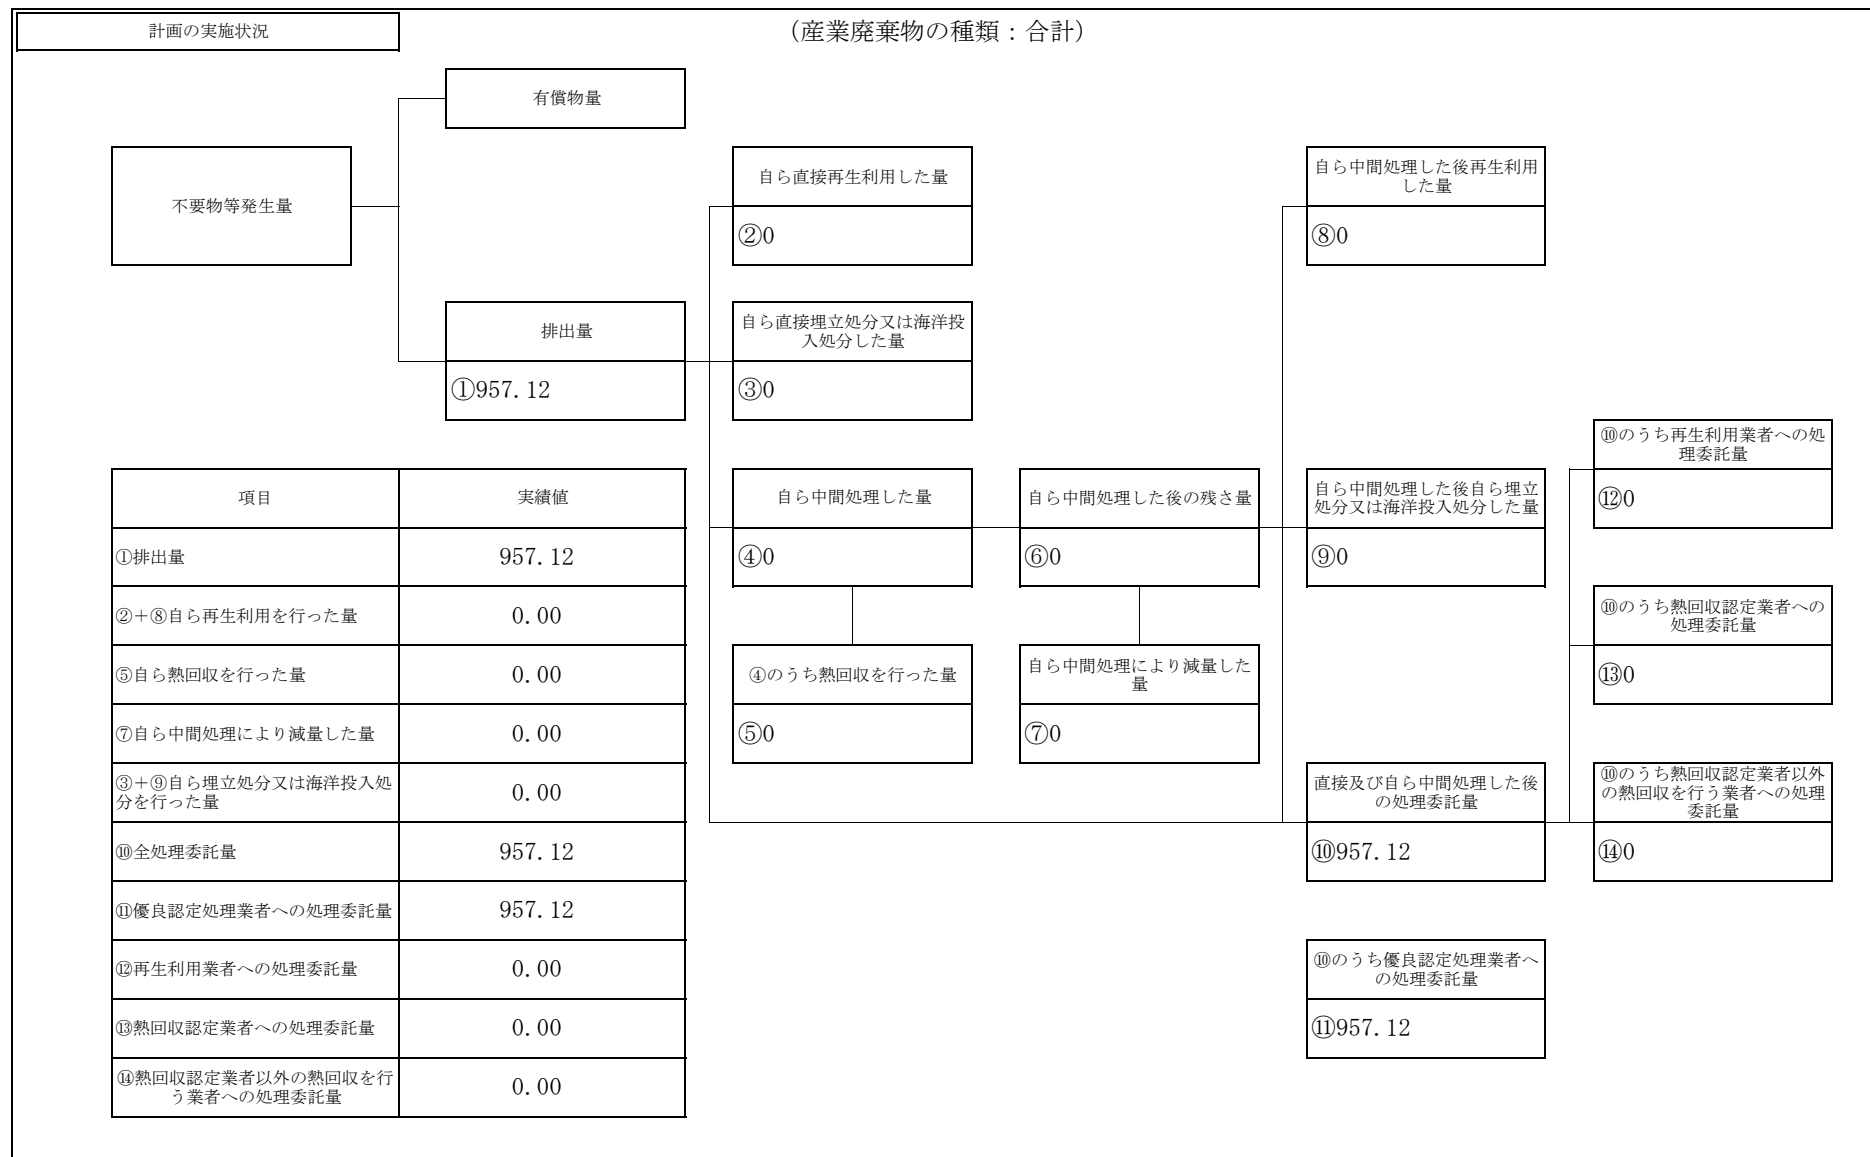 計画の実施状況
（産業廃棄物の種類：合計）
有償物量
不要物等発生量
自ら直接再生利用した量
②0
自ら中間処理した後再生利用
した量
⑧0
排出量
①957.12
自ら直接埋立処分又は海洋投
入処分した量
③0
⑩のうち再生利用業者への処
理委託量
⑫0
自ら中間処理した量
④0
自ら中間処理した後の残さ量
⑥0
自ら中間処理した後自ら埋立
処分又は海洋投入処分した量
⑨0
⑩のうち熱回収認定業者への
処理委託量
⑬0
④のうち熱回収を行った量
⑤0
自ら中間処理により減量した
量
⑦0
直接及び自ら中間処理した後
の処理委託量
⑩957.12
⑩のうち熱回収認定業者以外
の熱回収を行う業者への処理
委託量
⑭0
⑩のうち優良認定処理業者へ
の処理委託量
⑪957.12
項目 実績値
①排出量 957.12
②＋⑧自ら再生利用を行った量 0.00
⑤自ら熱回収を行った量 0.00
⑦自ら中間処理により減量した量 0.00
③＋⑨自ら埋立処分又は海洋投入処
分を行った量 0.00
⑩全処理委託量 957.12
⑪優良認定処理業者への処理委託量 957.12
⑫再生利用業者への処理委託量 0.00
⑬熱回収認定業者への処理委託量 0.00
⑭熱回収認定業者以外の熱回収を行
う業者への処理委託量 0.00